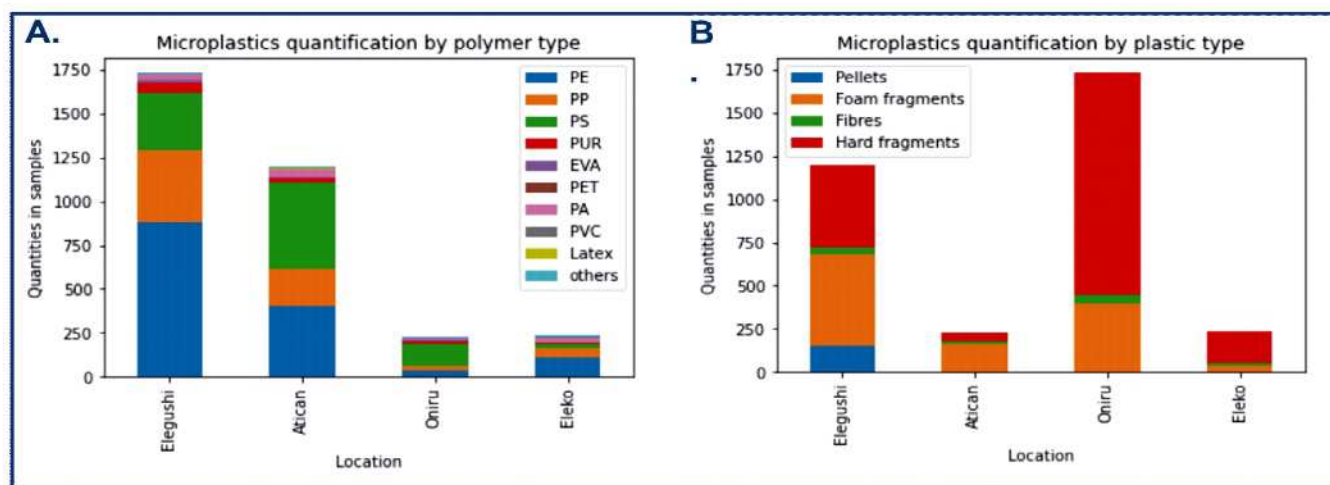 A.
Microplastics quantification by polymer type
1750
1500
1250
1000
750
500
250
0
Quantities in samples
PE
PP
PS
PUR
EVA
PET
PA
PVC
Latex
others
Elegushi
Atican
Oniru
Eleko
Location
B
.
Microplastics quantification by plastic type
1750
1500
1250
1000
750
500
250
0
Quantities in samples
Pellets
Foam fragments
Fibres
Hard fragments
Elegushi
Atican
Oniru
Eleko
Location